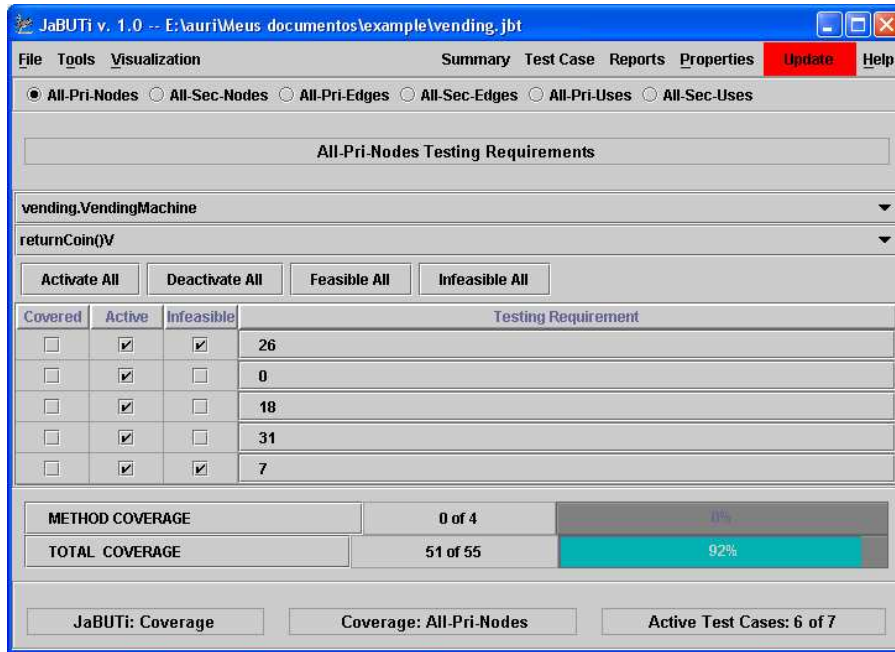 JaBUTi v. 1.0 -- E:\auri\Meus documentos\example\vending.jbt
File Tools Visualization Summary Test Case Reports Properties Update Help
All-Pri-Nodes All-Sec-Nodes All-Pri-Edges All-Sec-Edges All-Pri-Uses All-Sec-Uses
All-Pri-Nodes Testing Requirements
vending.VendingMachine
returnCoin()V
Activate All Deactivate All Feasible All Infeasible All
Covered Active Infeasible Testing Requirement
26
0
18
31
7
METHOD COVERAGE 0 of 4 0%
TOTAL COVERAGE 51 of 55 92%
JaBUTi: Coverage Coverage: All-Pri-Nodes Active Test Cases: 6 of 7